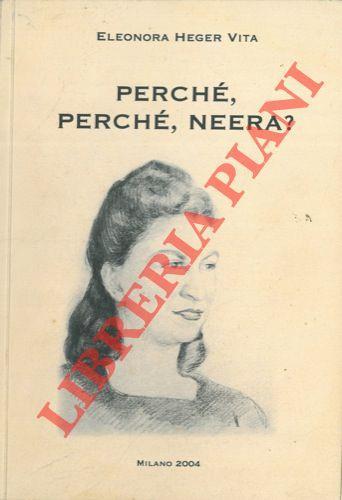 ELEONORA HEGER VITA
PERCHÉ,
PERCHÉ, NEERA?
LIBRERIA PIANI
MILANO 2004